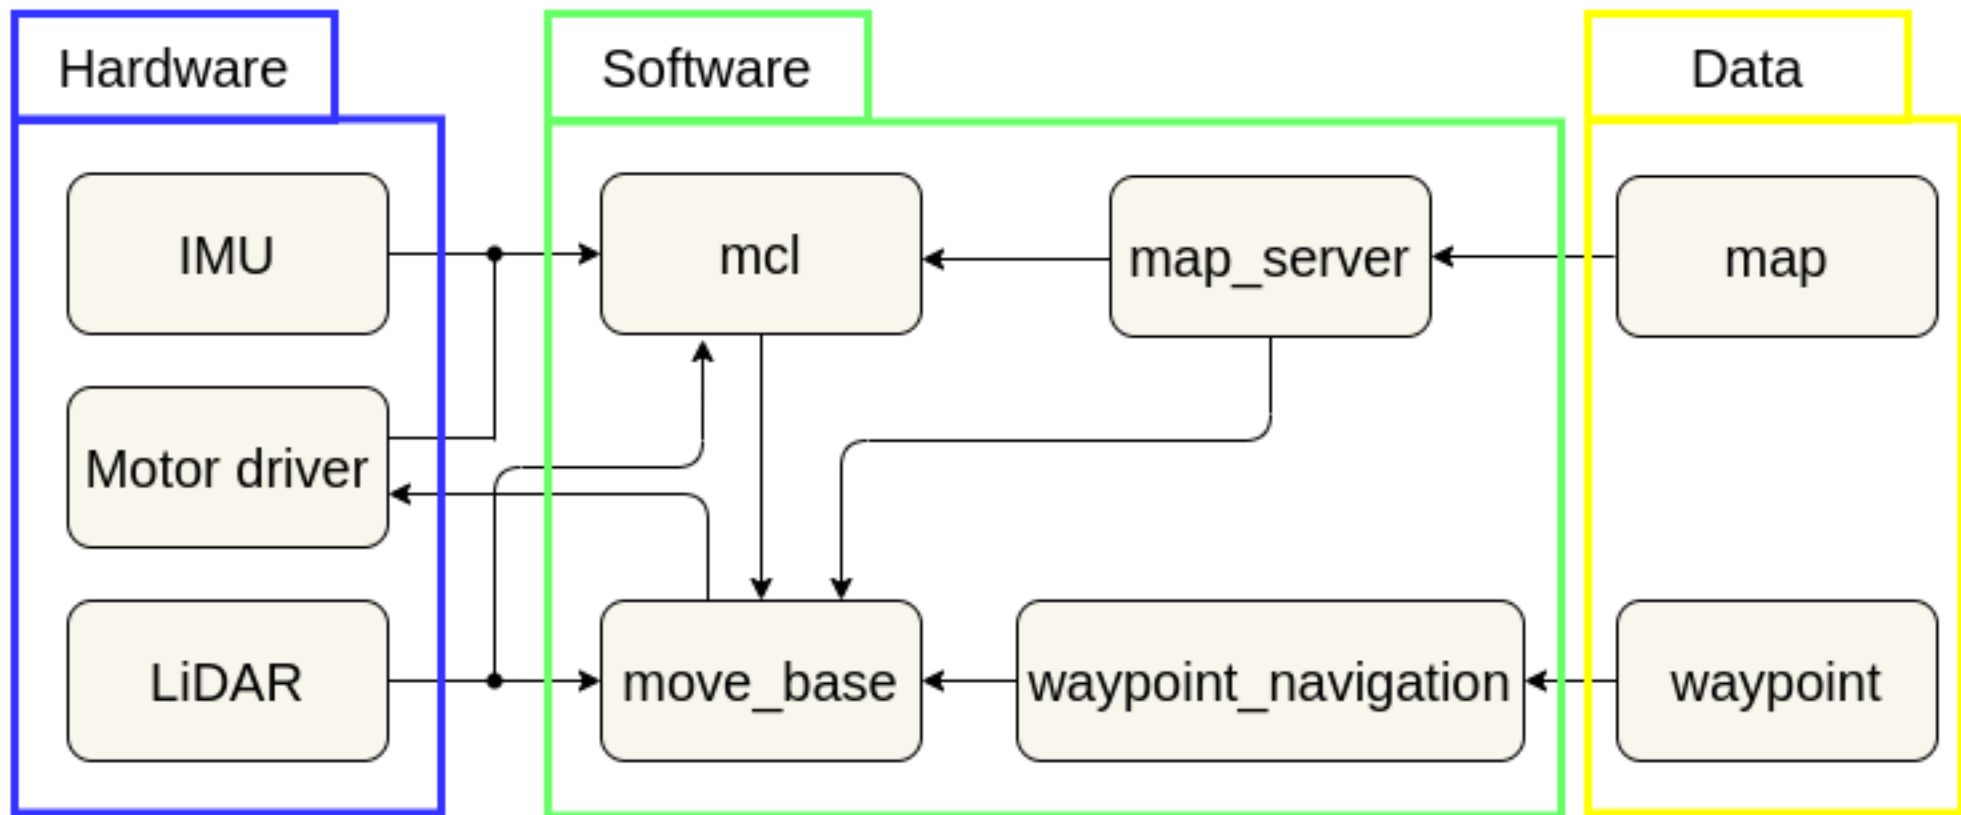 Hardware
Software
Data
IMU
mcl
map_server
map
Motor driver
LiDAR
move_base
waypoint_navigation
waypoint